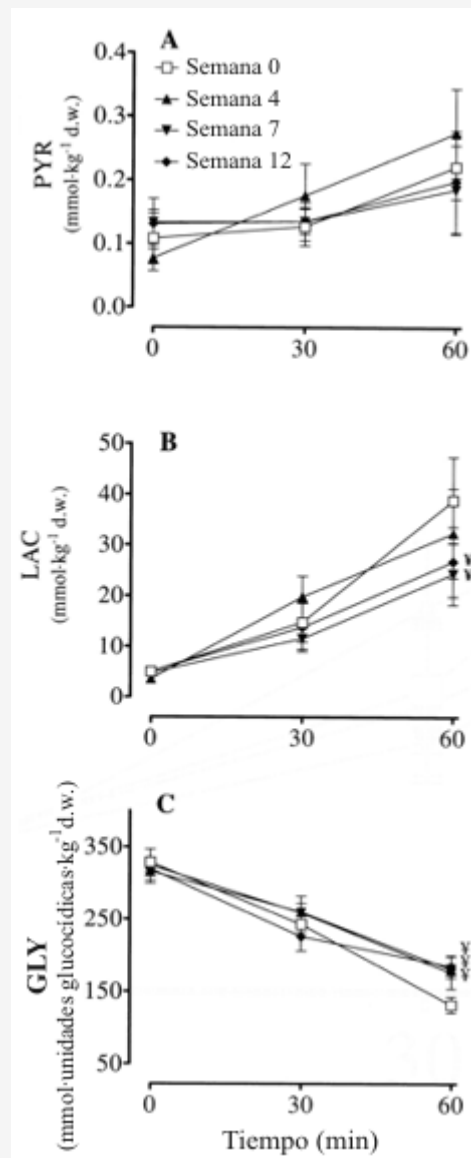 A
Semana 0
Semana 4
Semana 7
Semana 12
PYR
(mmol·kg⁻¹ d.w.)
0.4
0.3
0.2
0.1
0.0
0 30 60
B
LAC
(mmol·kg⁻¹ d.w.)
50
40
30
20
10
0
0 30 60
C
GLY
(mmol·unidades glucocídicas·kg⁻¹d.w.)
350
250
150
50
0 30 60
Tiempo (min)